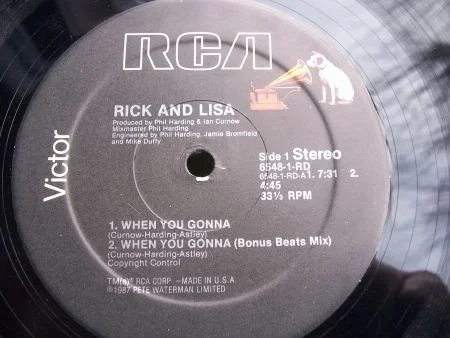 RCA
Victor
RICK AND LISA
Produced by Phil Harding & Ian Curnow
Mixmaster Phil Harding
Engineered by Phil Harding, Jamie Bromfield
and Mike Duffy
Side 1 Stereo
6548-1-RD
6548-1-RD-A1. 7:31 2.
4:45
33⅓ RPM
1. WHEN YOU GONNA
(Curnow-Harding-Astley)
2. WHEN YOU GONNA (Bonus Beats Mix)
(Curnow-Harding-Astley)
Copyright Control
TM(s)® RCA CORP –MADE IN U.S.A.
℗1987 PETE WATERMAN LIMITED